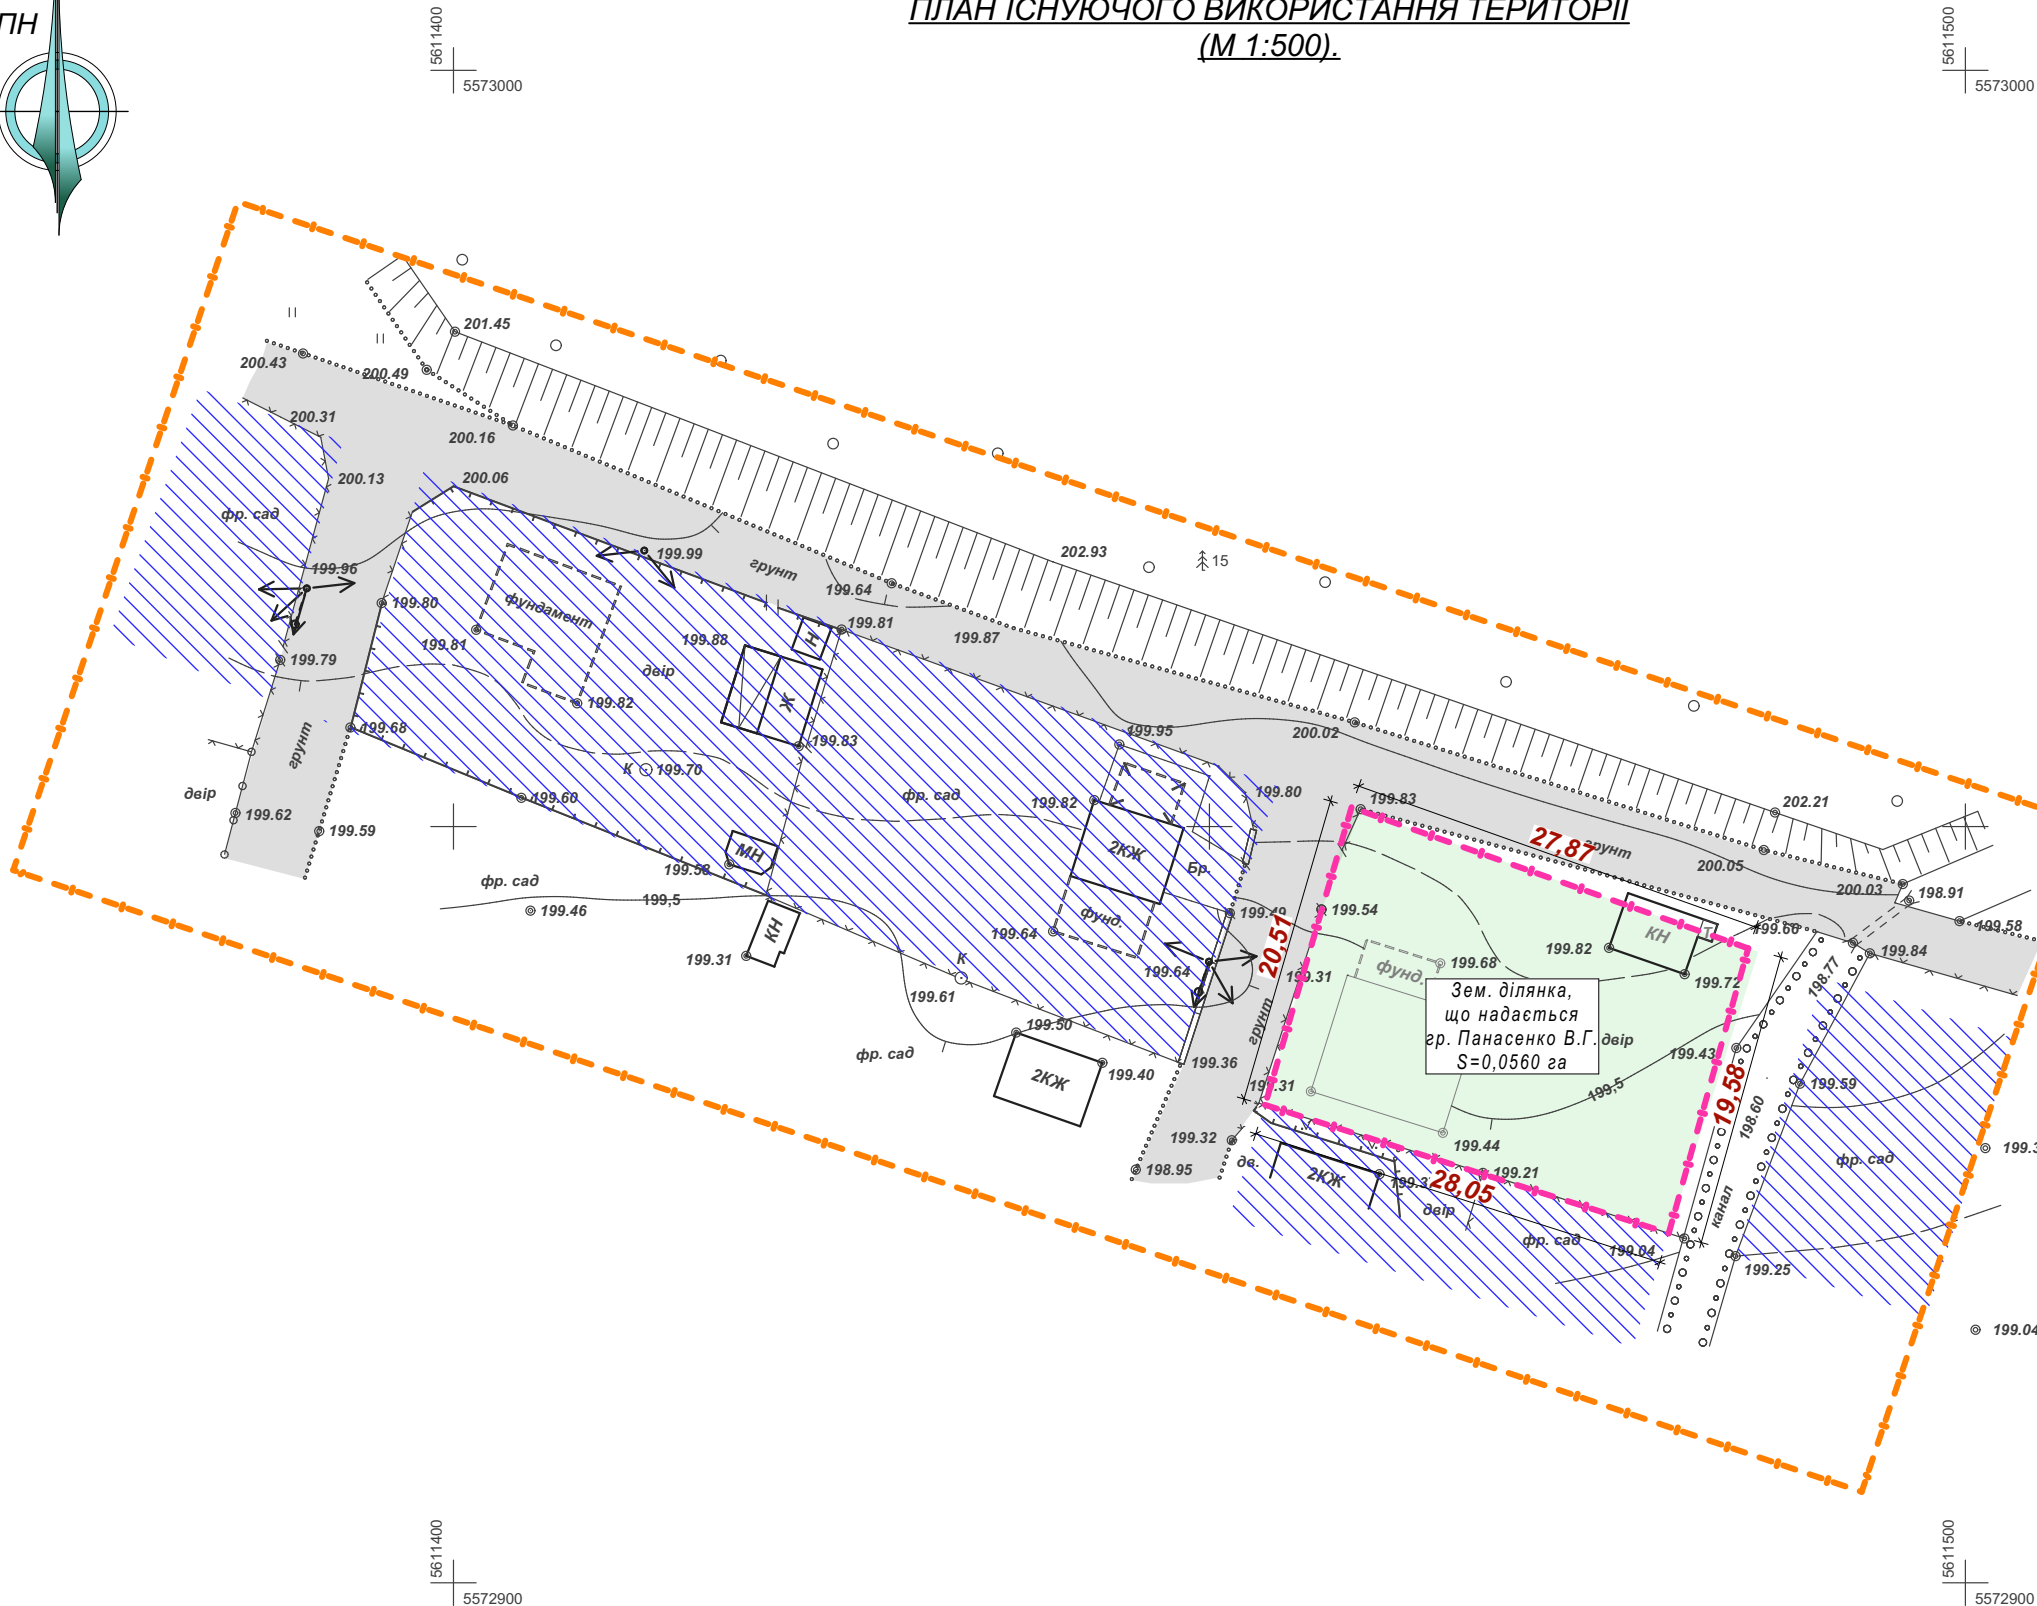 ПЛАН ІСНУЮЧОГО ВИКОРИСТАННЯ ТЕРИТОРІЇ
(М 1:500).
ПН
5611400
5573000
5611500
5573000
201.45
200.43
200.49
200.31
200.16
200.13
200.06
фр. сад
202.93
15
199.96
199.99
грунт
199.80
фундамент
199.64
199.81
199.88
Н
199.81
199.87
199.79
двір
199.82
Ж
199.68
грунт
199.83
199.95
200.02
К
199.70
двір
199.60
фр. сад
199.82
199.80
199.83
202.21
199.62
199.59
27,87
грунт
МН
199.58
2КЖ
Бр.
200.05
200.03
198.91
фр. сад
199,5
199.46
199.49
199.54
фунд.
199.58
КН
199.64
20,51
199.82
КН
Т
199.60
199.31
К
199.64
199.31
фунд.
199.68
199.72
199.84
198.77
199.61
Зем. ділянка,
що надається
гр. Панасенко В.Г.
S=0,0560 га
двір
грунт
199.50
фр. сад
199.36
199.43
2КЖ
199.40
199,5
19,58
199.59
198.60
199.32
199.44
198.95
дв.
2КЖ
199.21
28,05
фр. сад
двір
канал
фр. сад
199.04
199.25
199.04
5611400
5572900
5611500
5572900